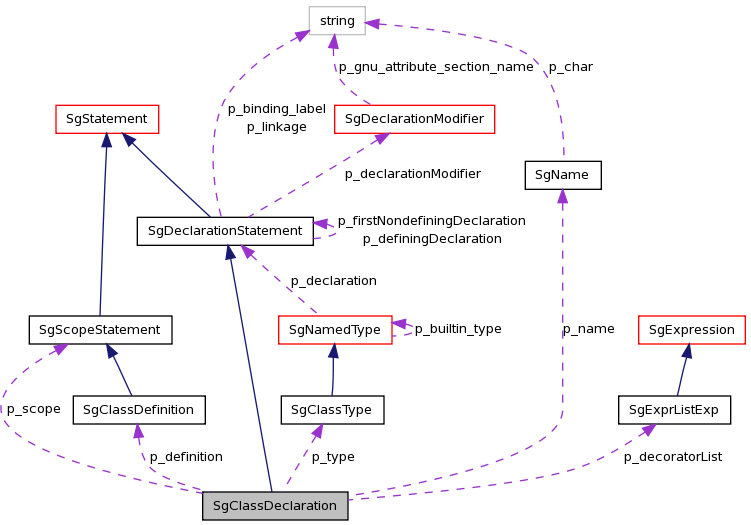 string
p_gnu_attribute_section_name
p_char
p_binding_label
p_linkage
SgStatement
SgDeclarationModifier
p_declarationModifier
SgName
SgDeclarationStatement
p_firstNondefiningDeclaration
p_definingDeclaration
p_declaration
SgScopeStatement
SgNamedType
p_builtin_type
p_name
SgExpression
p_scope
SgClassDefinition
SgClassType
SgExprListExp
p_definition
p_type
p_decoratorList
SgClassDeclaration